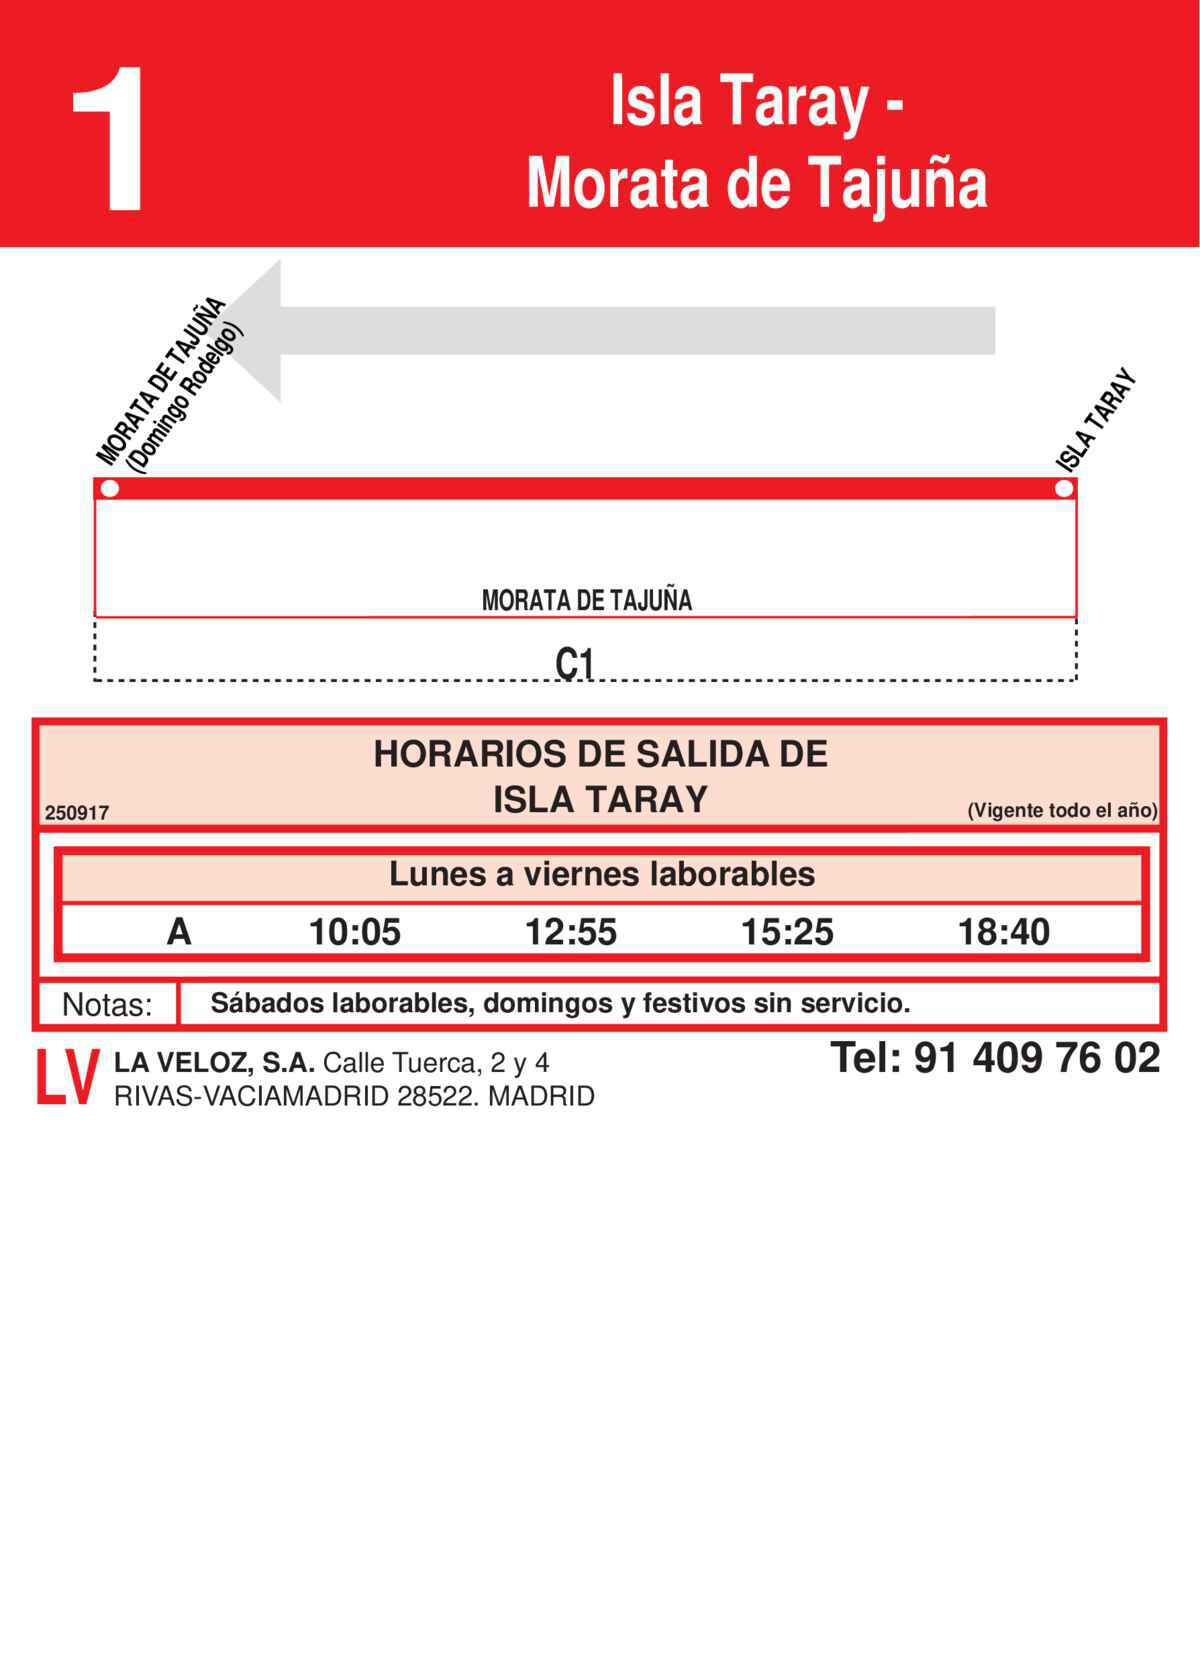 1
Isla Taray -
Morata de Tajuña
MORATA DE TAJUÑA
(Domingo Rodelgo)
ISLA TARAY
MORATA DE TAJUÑA
C1
HORARIOS DE SALIDA DE
ISLA TARAY
250917
(Vigente todo el año)
Lunes a viernes laborables
A 10:05 12:55 15:25 18:40
Notas: Sábados laborables, domingos y festivos sin servicio.
LV
LA VELOZ, S.A. Calle Tuerca, 2 y 4
RIVAS-VACIAMADRID 28522. MADRID
Tel: 91 409 76 02